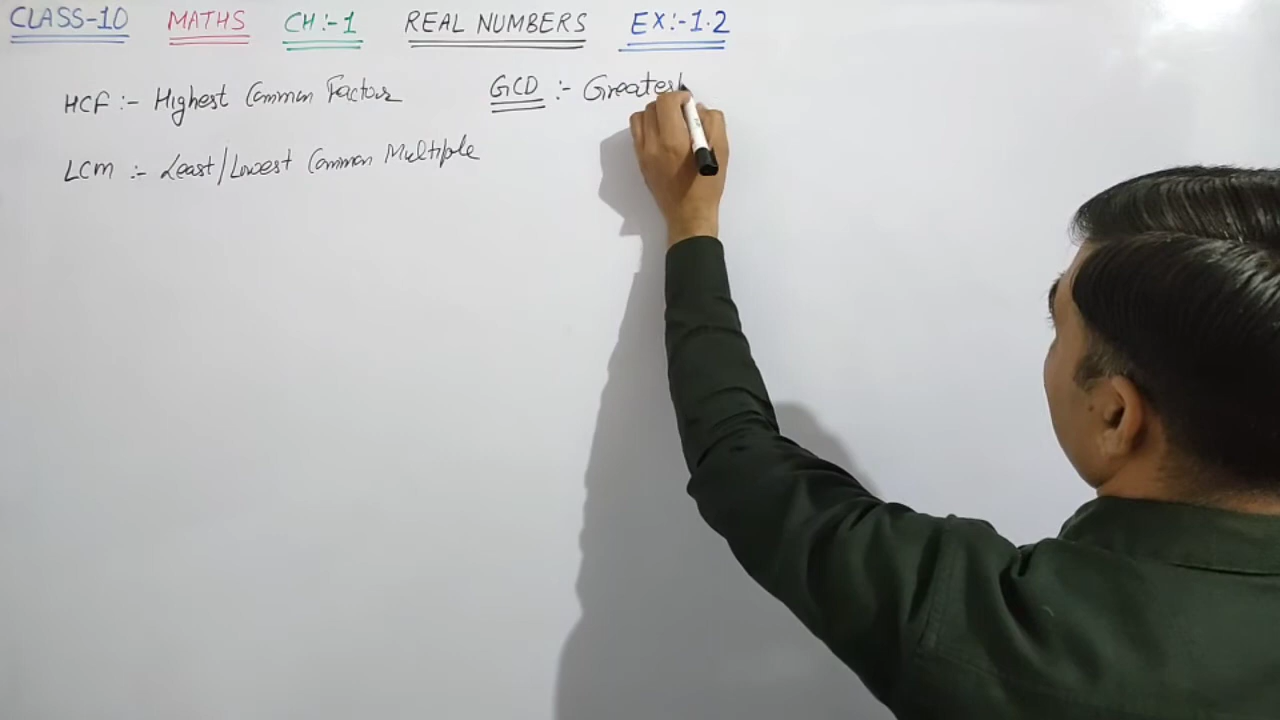 CLASS-10 MATHS CH:-1 REAL NUMBERS EX:-1.2
HCF :- Highest Common Factors GCD :- Greatest
LCM :- Least/Lowest Common Multiple